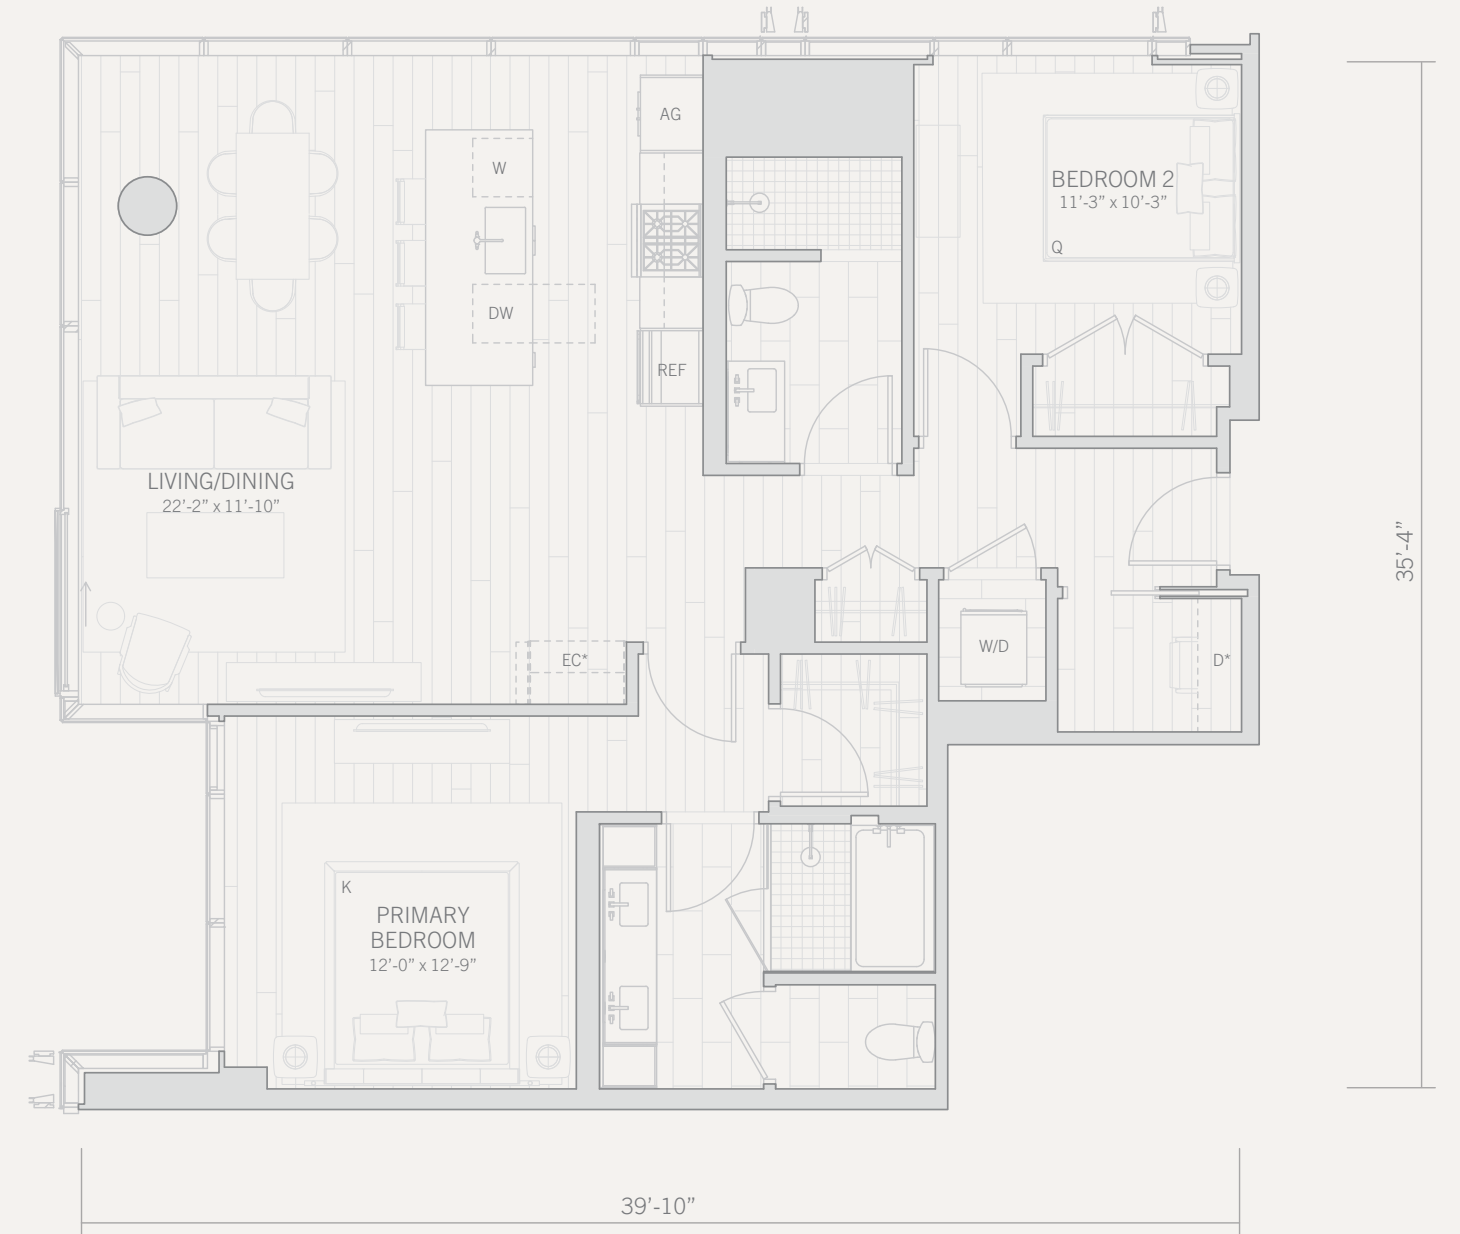 AG
W
BEDROOM 2
11’-3” x 10’-3”
Q
DW
REF
LIVING/DINING
22’-2” x 11’-10”
35’-4”
EC*
W/D
D*
K
PRIMARY
BEDROOM
12’-0” x 12’-9”
39’-10”